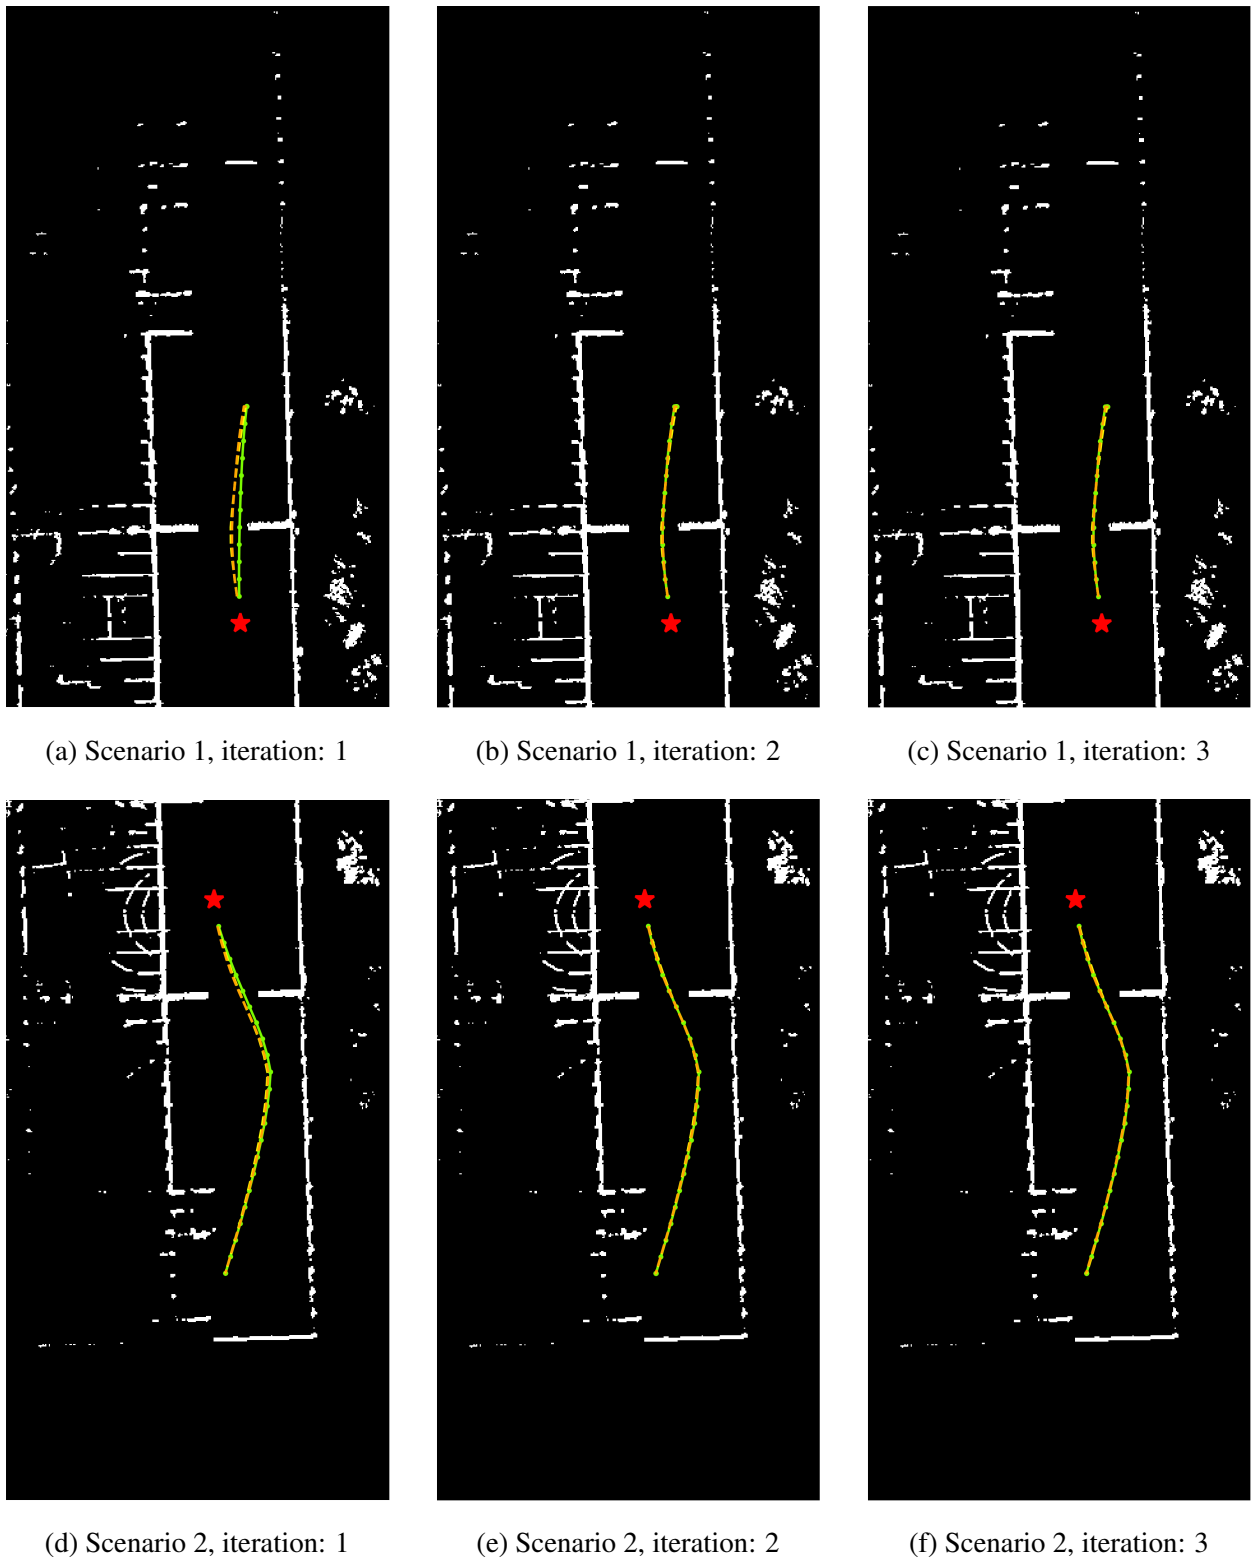 (a) Scenario 1, iteration: 1
(b) Scenario 1, iteration: 2
(c) Scenario 1, iteration: 3
(d) Scenario 2, iteration: 1
(e) Scenario 2, iteration: 2
(f) Scenario 2, iteration: 3